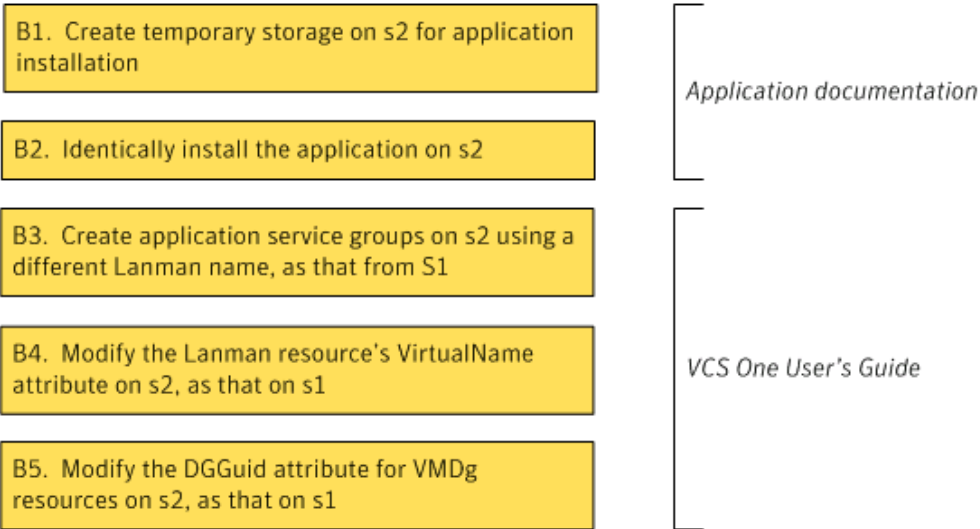 B1. Create temporary storage on s2 for application
installation
Application documentation
B2. Identically install the application on s2
B3. Create application service groups on s2 using a
different Lanman name, as that from S1
B4. Modify the Lanman resource's VirtualName
attribute on s2, as that on s1
VCS One User's Guide
B5. Modify the DGGuid attribute for VMDg
resources on s2, as that on s1